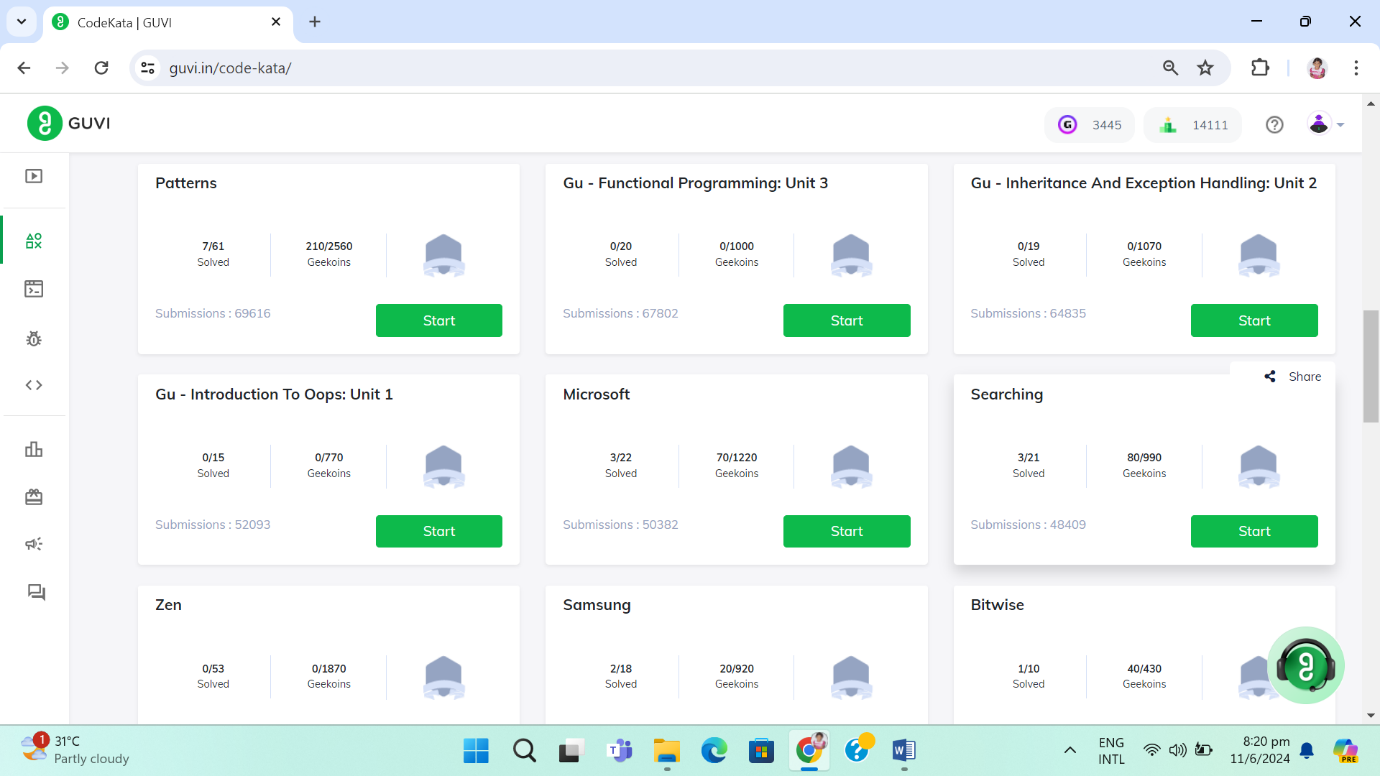 CodeKata | GUVI
guvi.in/code-kata/
GUVI
3445
14111
Patterns
7/61
Solved
210/2560
Geekoins
Submissions : 69616
Start
Gu - Functional Programming: Unit 3
0/20
Solved
0/1000
Geekoins
Submissions : 67802
Start
Gu - Inheritance And Exception Handling: Unit 2
0/19
Solved
0/1070
Geekoins
Submissions : 64835
Start
Gu - Introduction To Oops: Unit 1
0/15
Solved
0/770
Geekoins
Submissions : 52093
Start
Microsoft
3/22
Solved
70/1220
Geekoins
Submissions : 50382
Start
Share
Searching
3/21
Solved
80/990
Geekoins
Submissions : 48409
Start
Zen
0/53
Solved
0/1870
Geekoins
Samsung
2/18
Solved
20/920
Geekoins
Bitwise
1/10
Solved
40/430
Geekoins
1
31°C
Partly cloudy
ENG
INTL
8:20 pm
11/6/2024
PRE